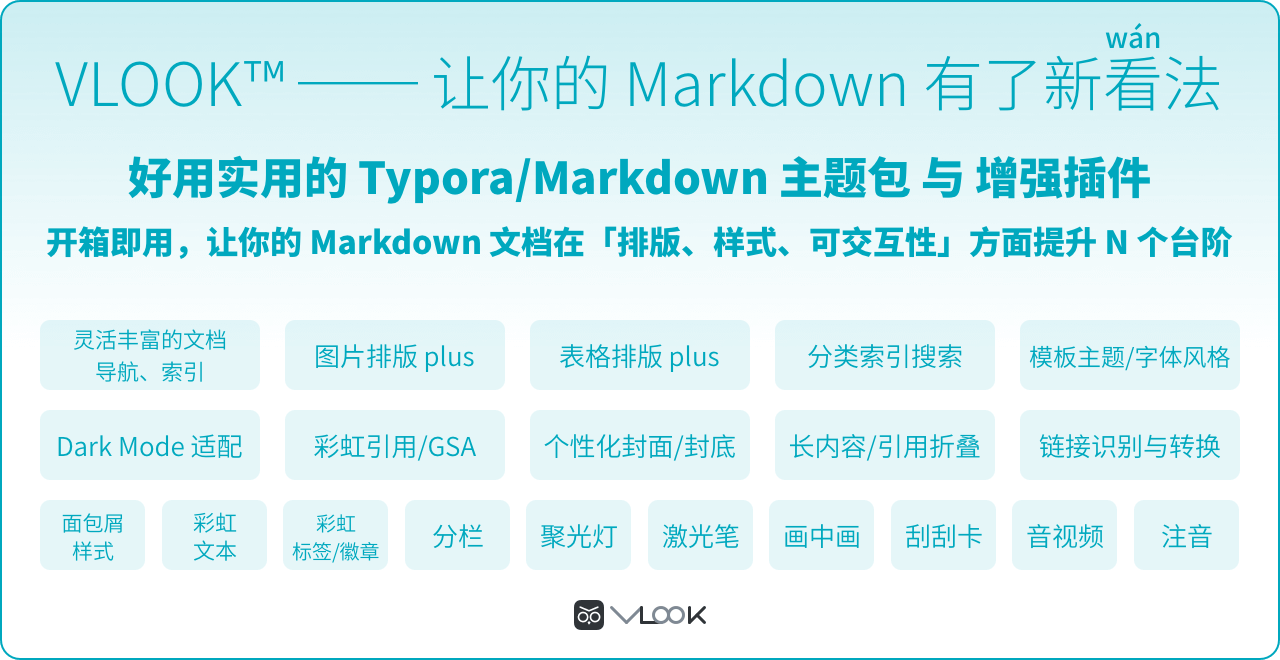 wán
VLOOK™ —— 让你的 Markdown 有了新看法
好用实用的 Typora/Markdown 主题包 与 增强插件
开箱即用，让你的 Markdown 文档在「排版、样式、可交互性」方面提升 N 个台阶
灵活丰富的文档
导航、索引
图片排版 plus
表格排版 plus
分类索引搜索
模板主题/字体风格
Dark Mode 适配
彩虹引用/GSA
个性化封面/封底
长内容/引用折叠
链接识别与转换
面包屑
样式
彩虹
文本
彩虹
标签/徽章
分栏
聚光灯
激光笔
画中画
刮刮卡
音视频
注音
VLOOK